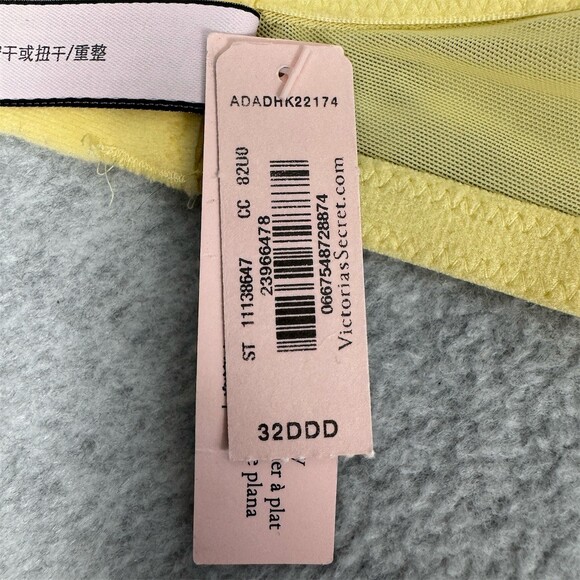 干或扭干/重整
ADADHK22174
ST 11138647 CC 82U0
23966478
0667548728874
VictoriasSecret.com
32DDD
er à plat
e plana